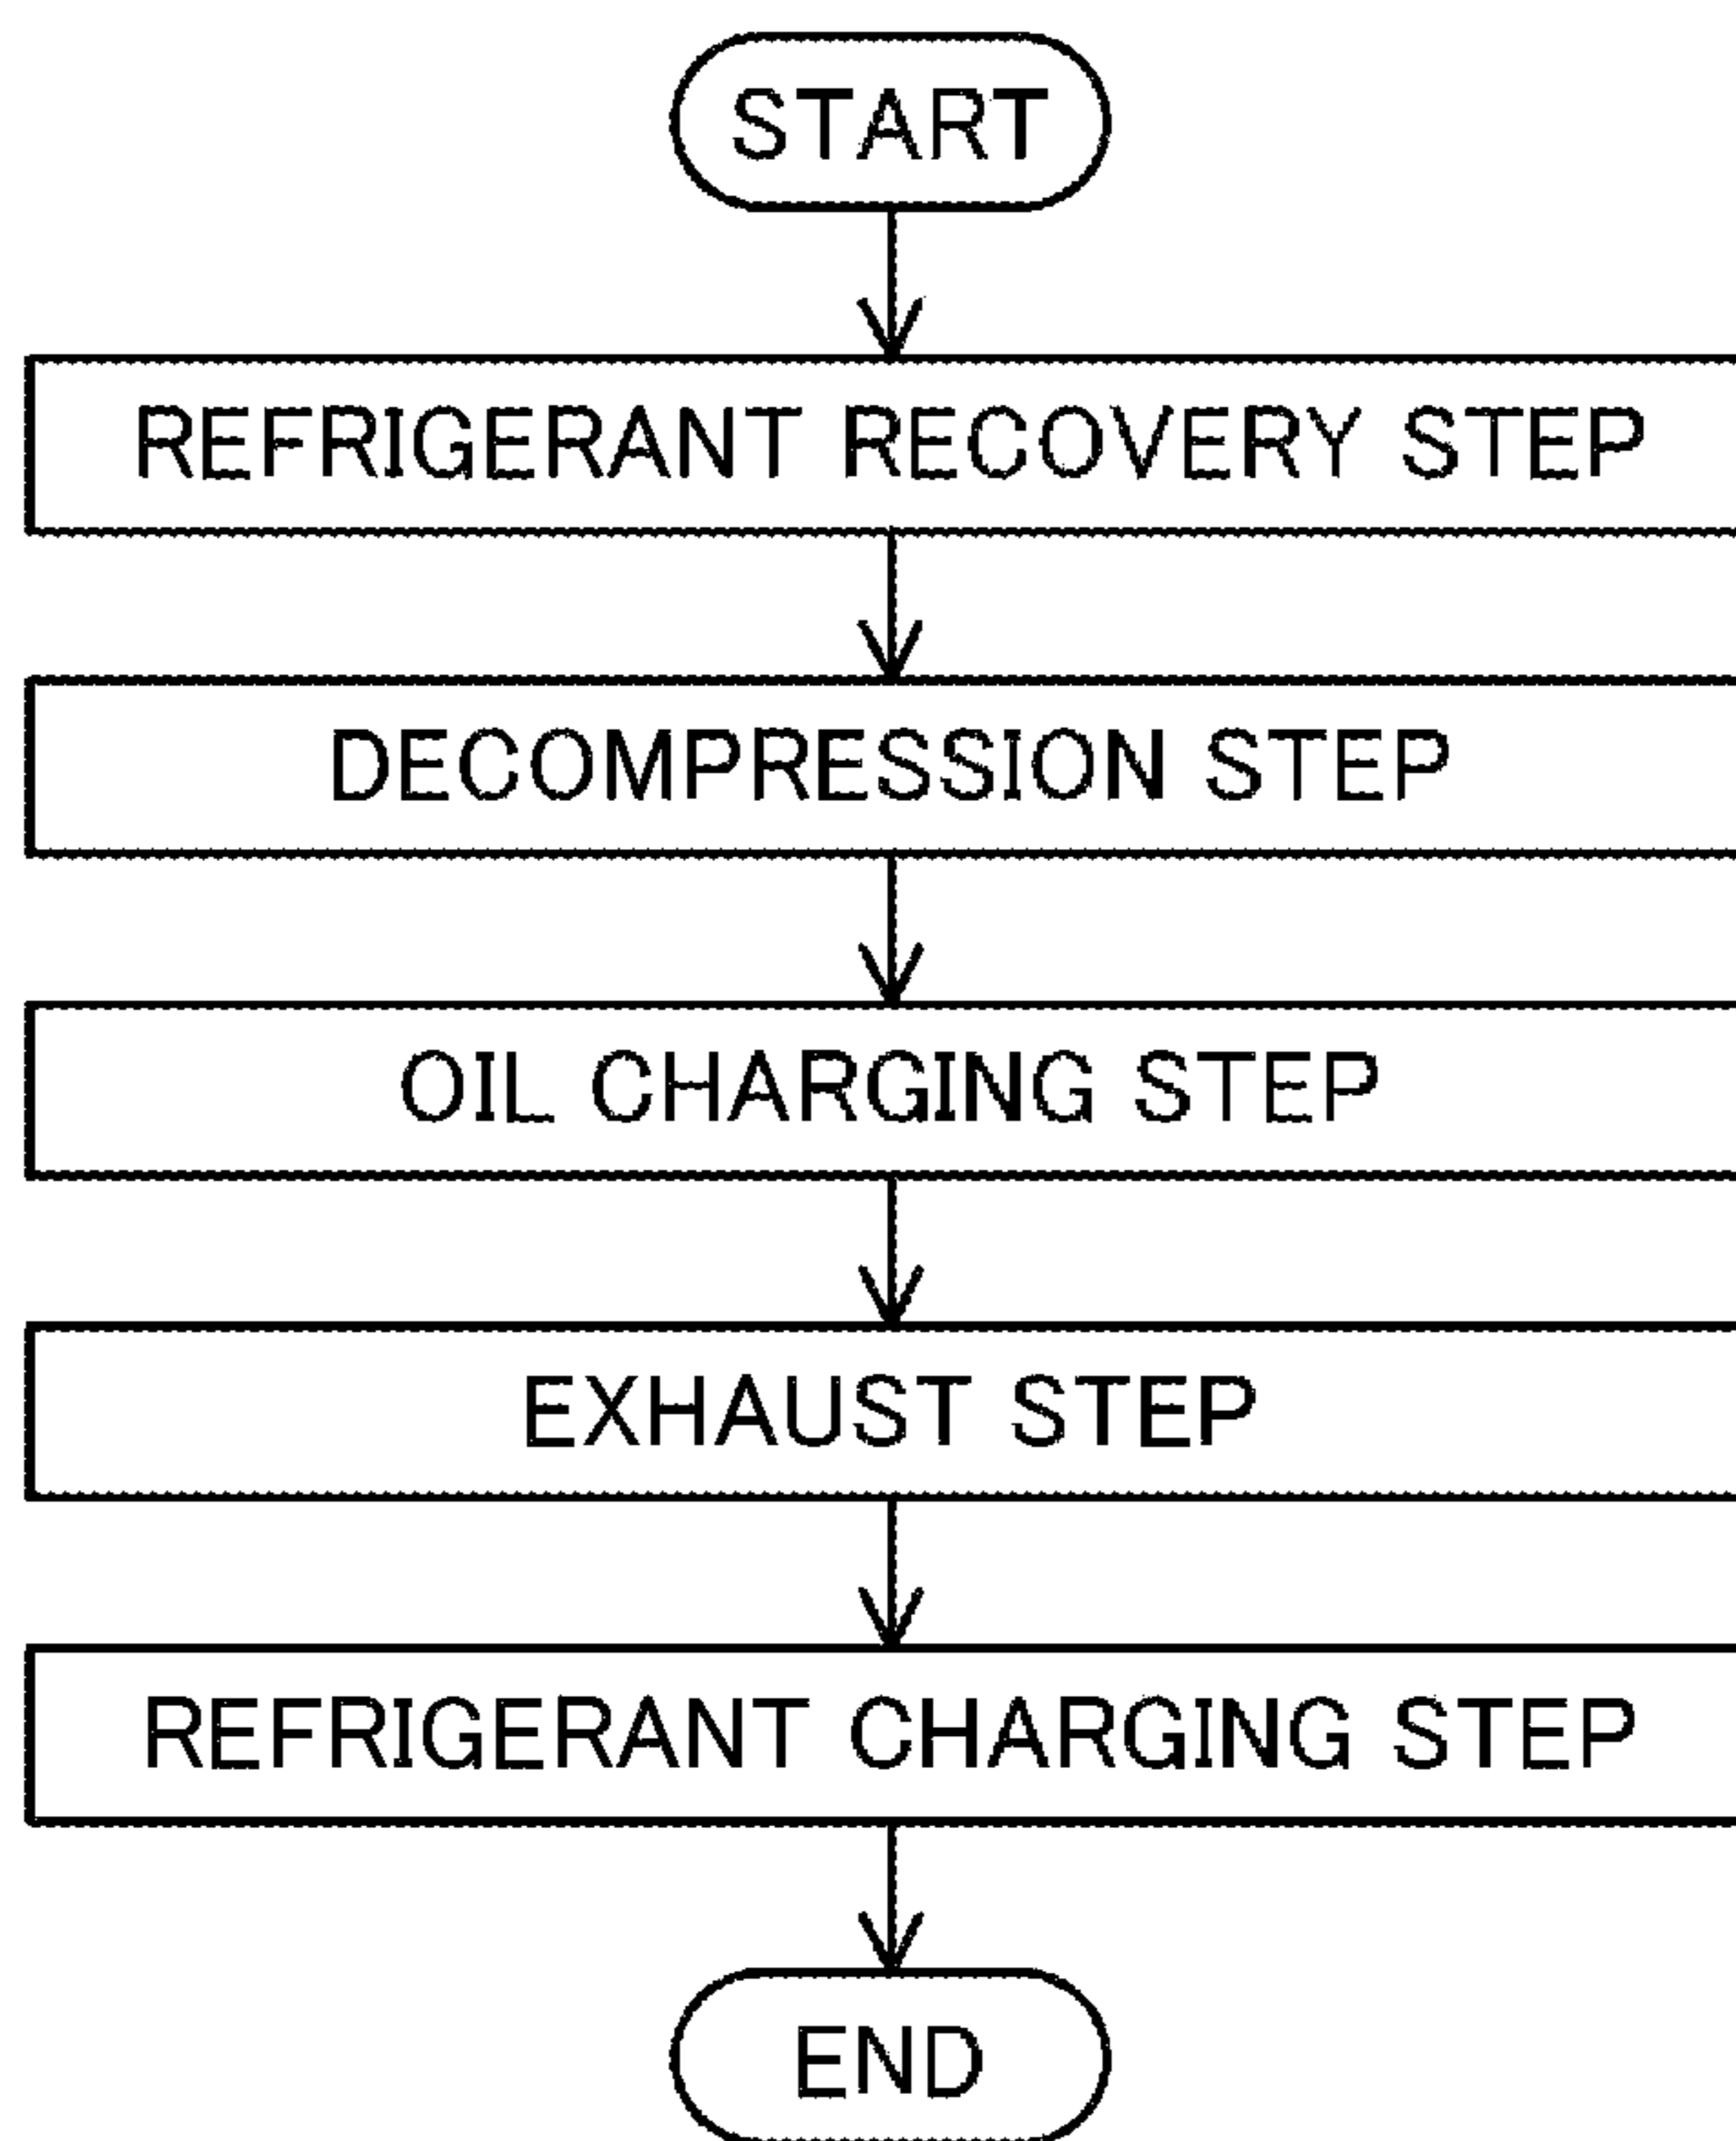 START
REFRIGERANT RECOVERY STEP
DECOMPRESSION STEP
OIL CHARGING STEP
EXHAUST STEP
REFRIGERANT CHARGING STEP
END